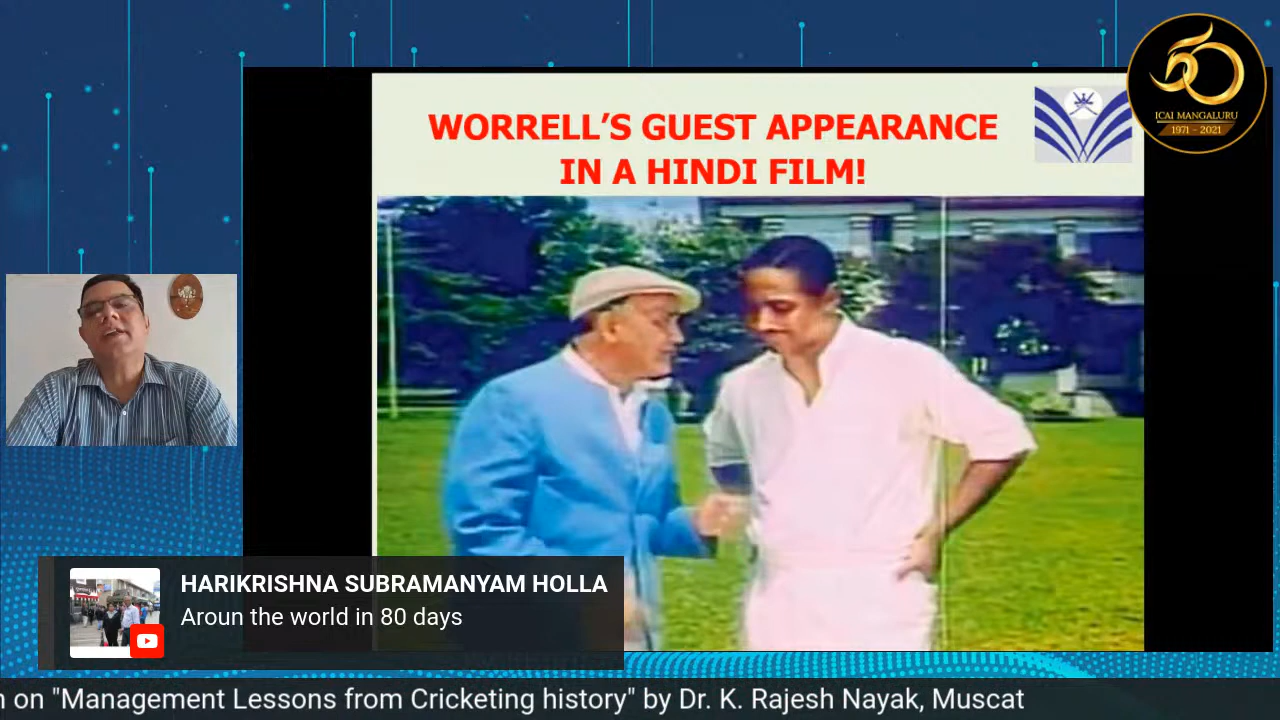 WORRELL'S GUEST APPEARANCE
IN A HINDI FILM!
50
ICAI MANGALURU
1971 - 2021
HARIKRISHNA SUBRAMANYAM HOLLA
Aroun the world in 80 days
n on "Management Lessons from Cricketing history" by Dr. K. Rajesh Nayak, Muscat